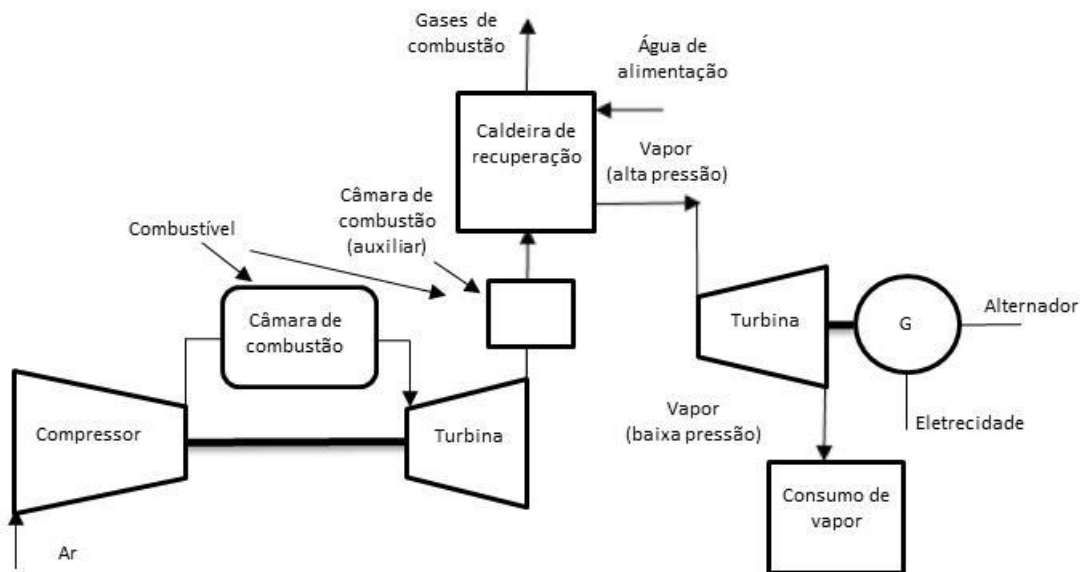 Gases de
combustão
Água de
alimentação
Caldeira de
recuperação
Vapor
(alta pressão)
Câmara de
combustão
(auxiliar)
Combustível
Câmara de
combustão
Turbina
G
Alternador
Compressor
Turbina
Vapor
(baixa pressão)
Eletrecidade
Consumo de
vapor
Ar